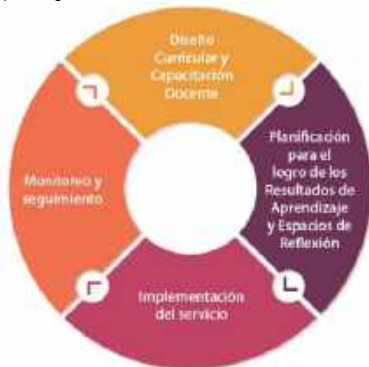 Diseño
Curricular y
Capacitación
Docente
Planificación
para el
logro de los
Resultados de
Aprendizaje
y Espacios de
Reflexión
Implementación
del servicio
Monitoreo y
seguimiento